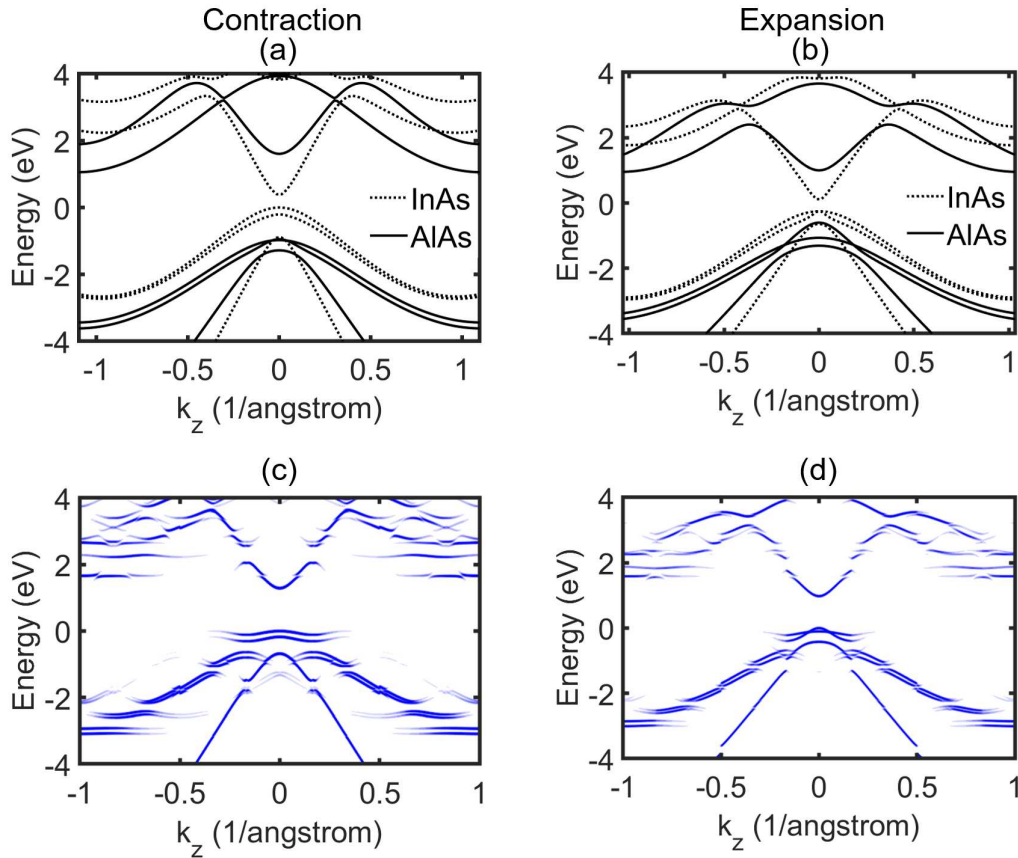 Contraction
Expansion
(a)
(b)
4
2
0
-2
-4
Energy (eV)
InAs
AlAs
-1 -0.5 0 0.5 1
k_z (1/angstrom)
4
2
0
-2
-4
Energy (eV)
InAs
AlAs
-1 -0.5 0 0.5 1
k_z (1/angstrom)
(c)
(d)
4
2
0
-2
-4
Energy (eV)
-1 -0.5 0 0.5 1
k_z (1/angstrom)
4
2
0
-2
-4
Energy (eV)
-1 -0.5 0 0.5 1
k_z (1/angstrom)